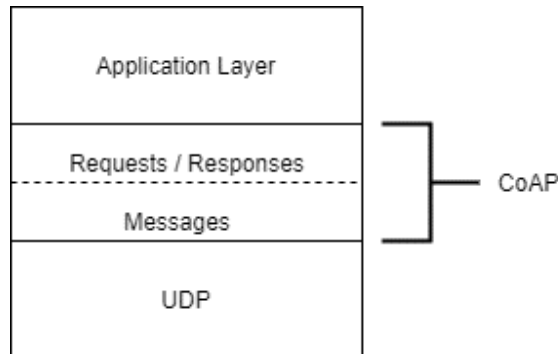 Application Layer
Requests / Responses
CoAP
Messages
UDP